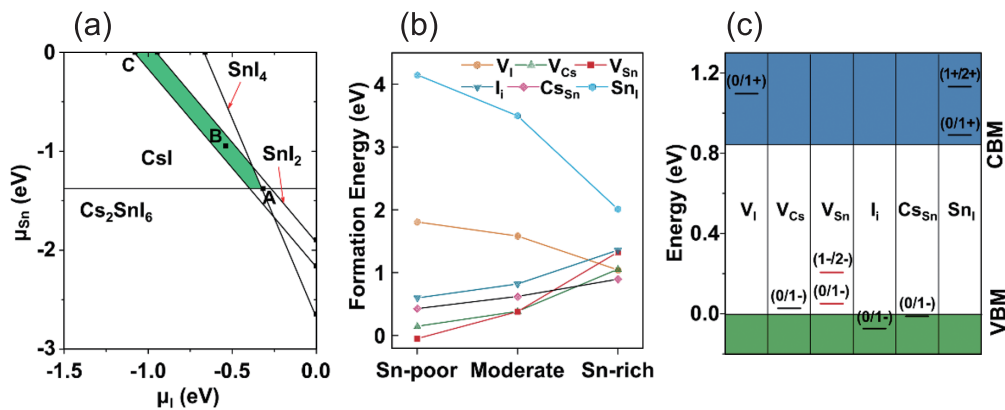 (a)
0
C
SnI4
B
SnI2
CsI
A
Cs2SnI6
-1
-2
-3
μSn (eV)
-1.5
-1.0
-0.5
0.0
μI (eV)
(b)
VI
VCs
VSn
Ii
CsSn
SnI
4
3
2
1
0
Formation Energy (eV)
Sn-poor Moderate Sn-rich
(c)
1.2
0.8
0.4
0.0
Energy (eV)
(0/1+)
(1+/2+)
(0/1+)
VI
VCs
VSn
Ii
CsSn
SnI
(1-/2-)
(0/1-)
(0/1-)
(0/1-)
(0/1-)
CBM
VBM